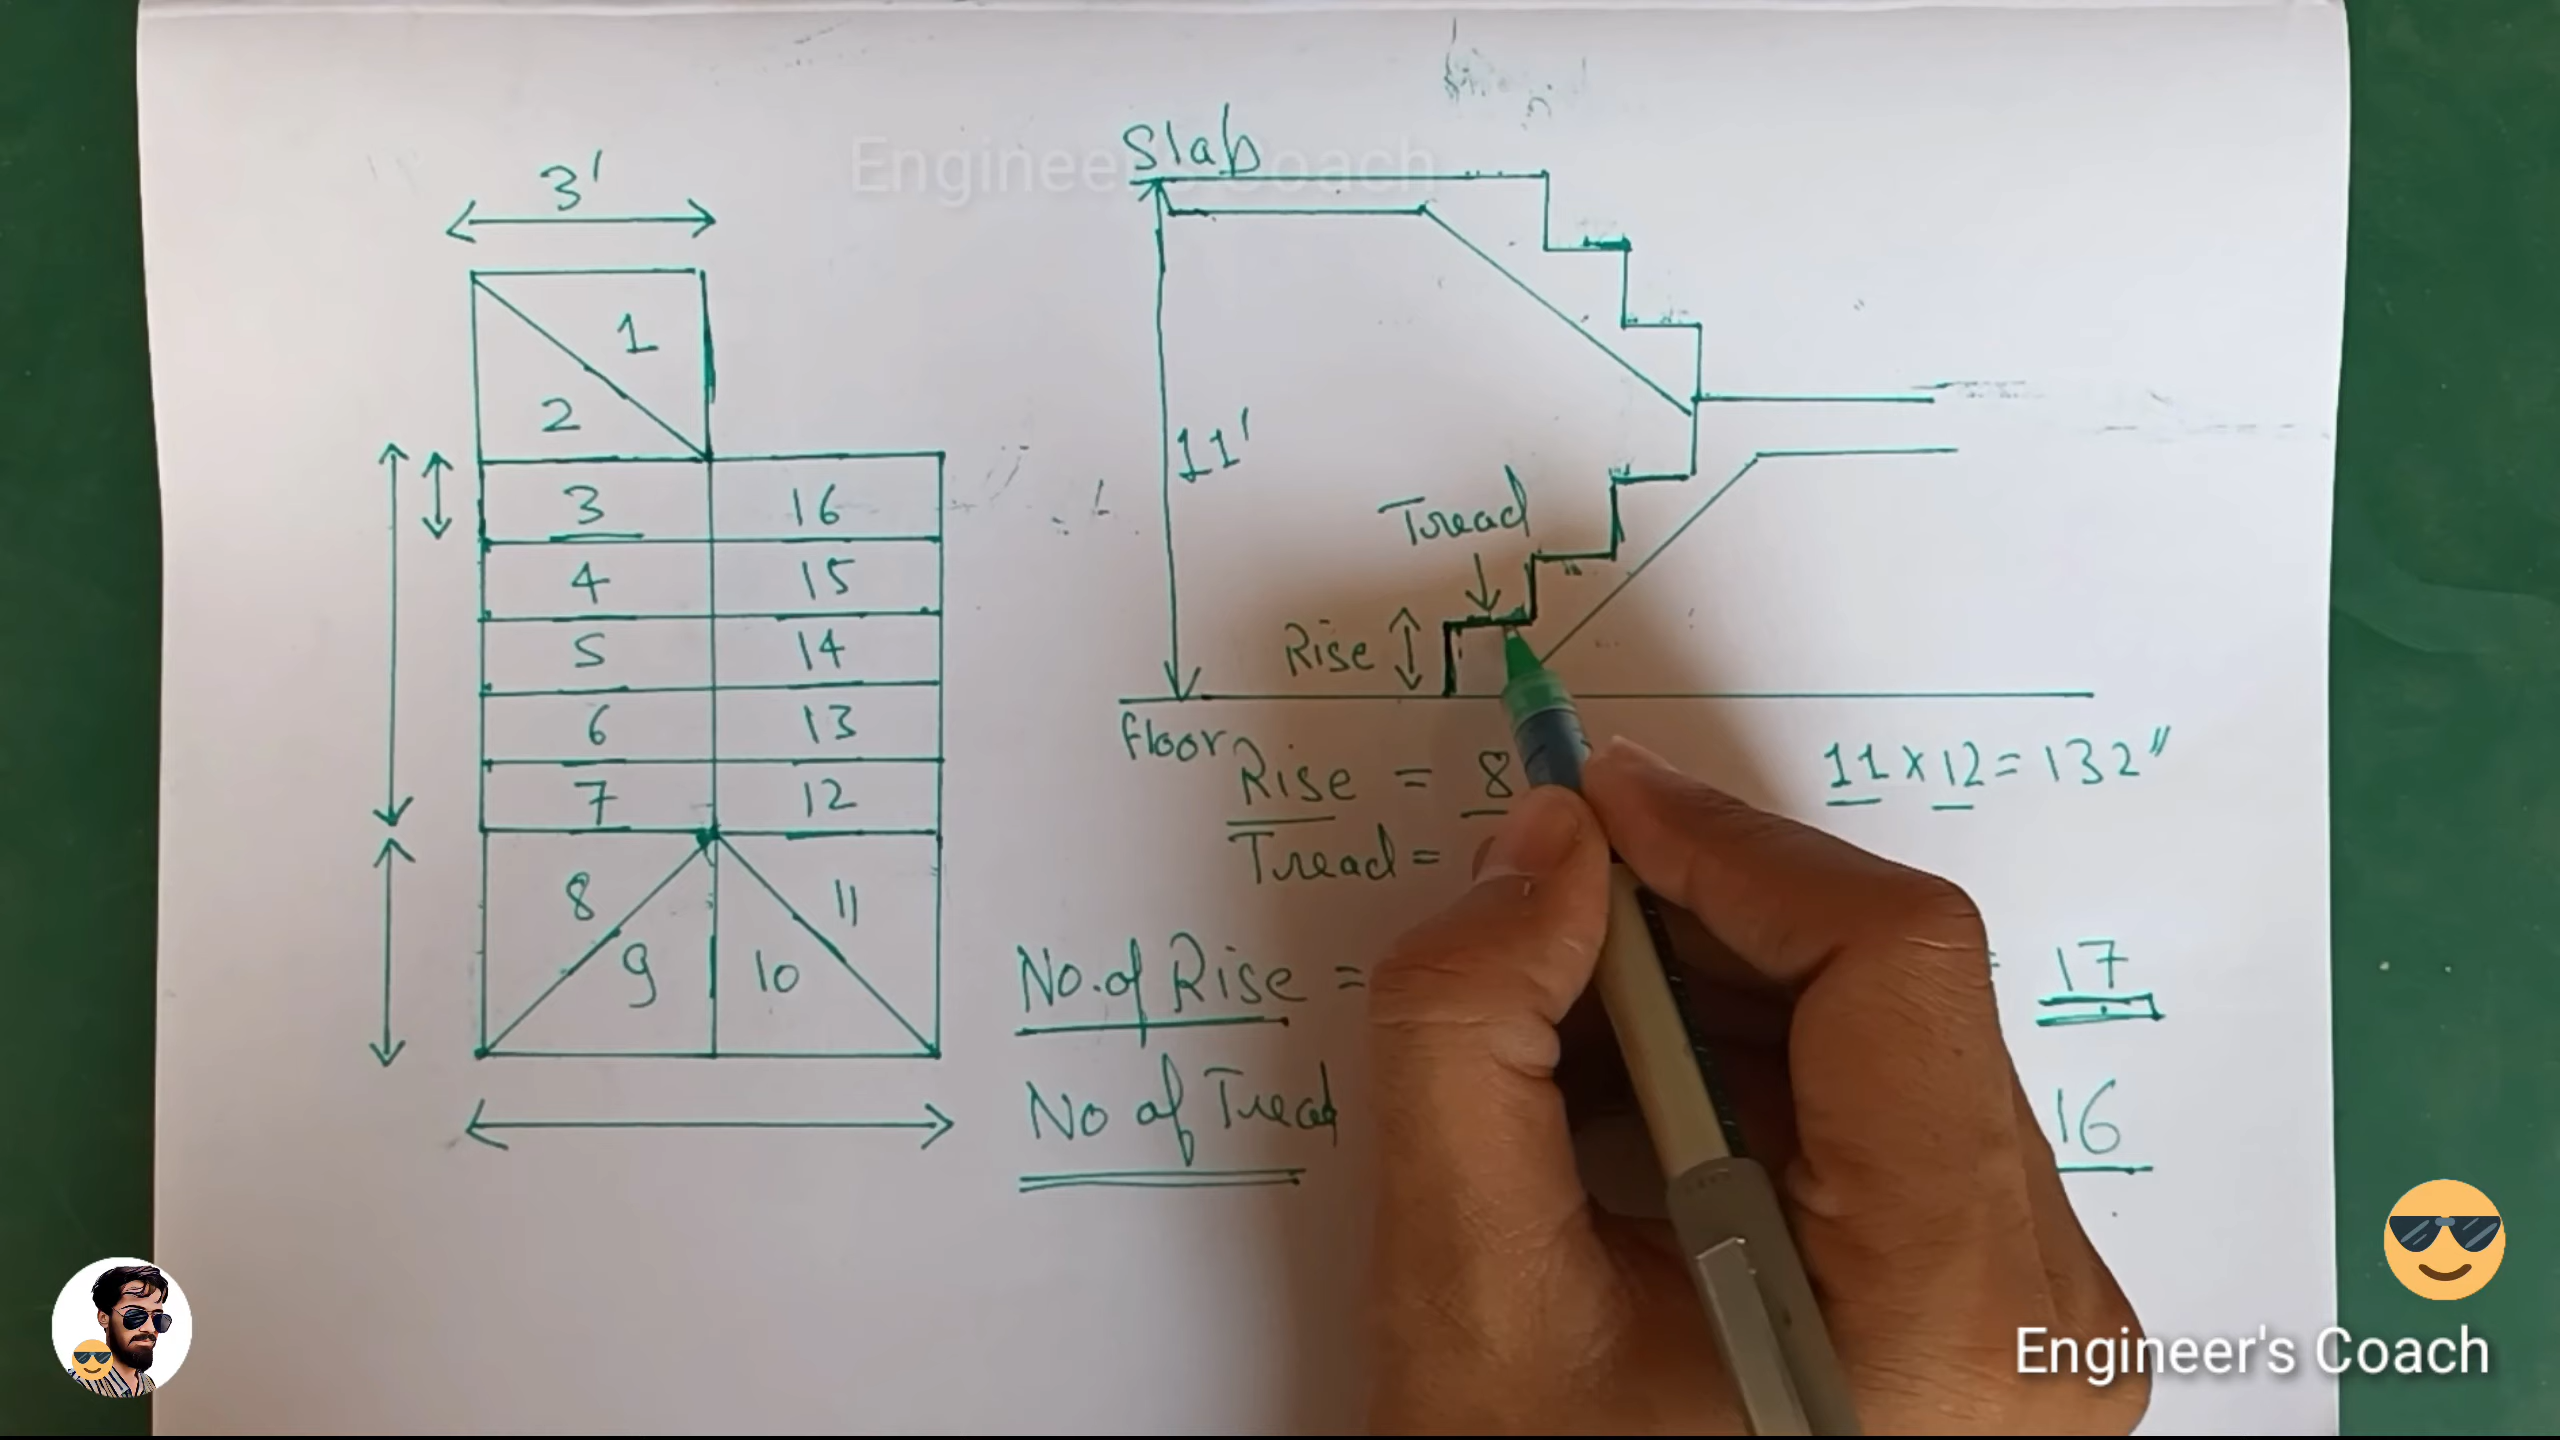 Engineer's Coach
3'
1
2
3 16
4 15
5 14
6 13
7 12
8 11
9 10
Slab
11'
Tread
Rise
floor
Rise = 8
11 x 12 = 132"
Tread =
No. of Rise = = 17
No of Tread 16
Engineer's Coach